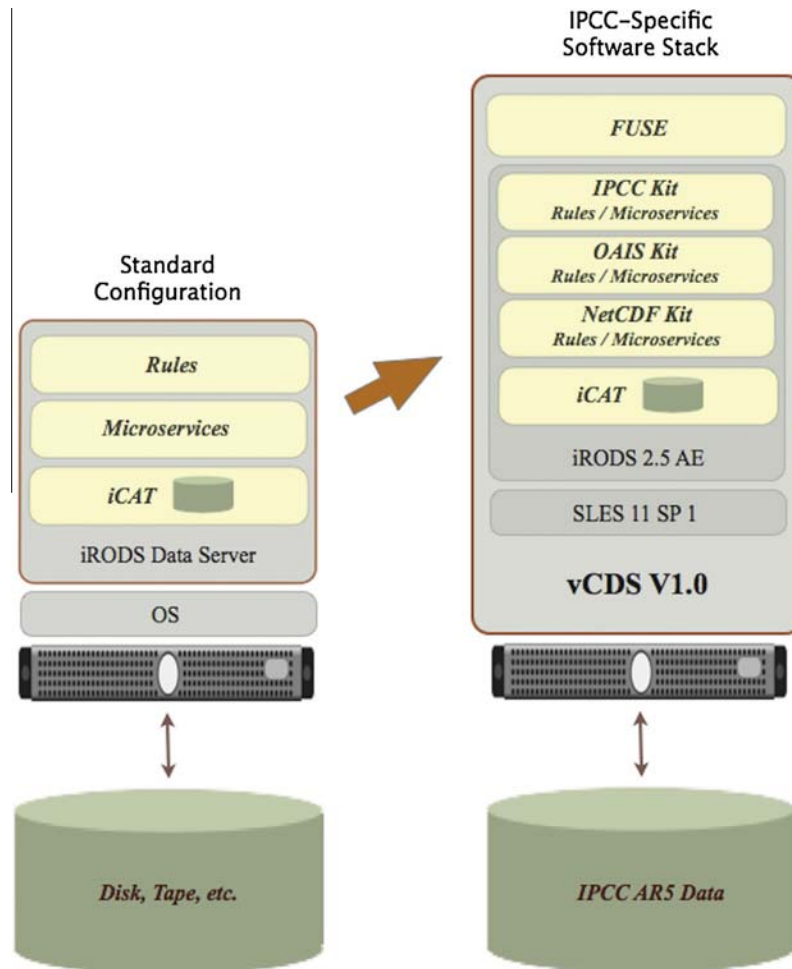 Standard
Configuration
Rules
Microservices
iCAT
iRODS Data Server
OS
Disk, Tape, etc.
IPCC-Specific
Software Stack
FUSE
IPCC Kit
Rules / Microservices
OAIS Kit
Rules / Microservices
NetCDF Kit
Rules / Microservices
iCAT
iRODS 2.5 AE
SLES 11 SP 1
vCDS V1.0
IPCC AR5 Data